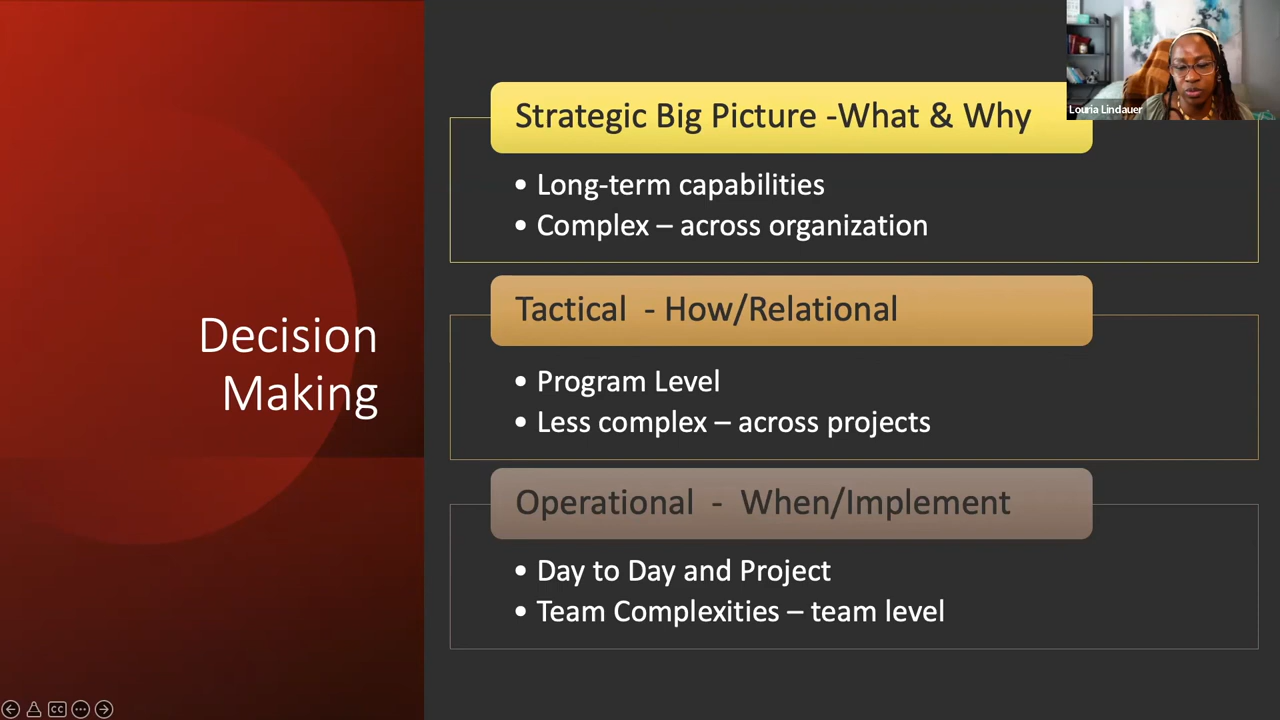 Decision
Making
Strategic Big Picture -What & Why
• Long-term capabilities
• Complex – across organization
Tactical - How/Relational
• Program Level
• Less complex – across projects
Operational - When/Implement
• Day to Day and Project
• Team Complexities – team level
Louria Lindauer
CC